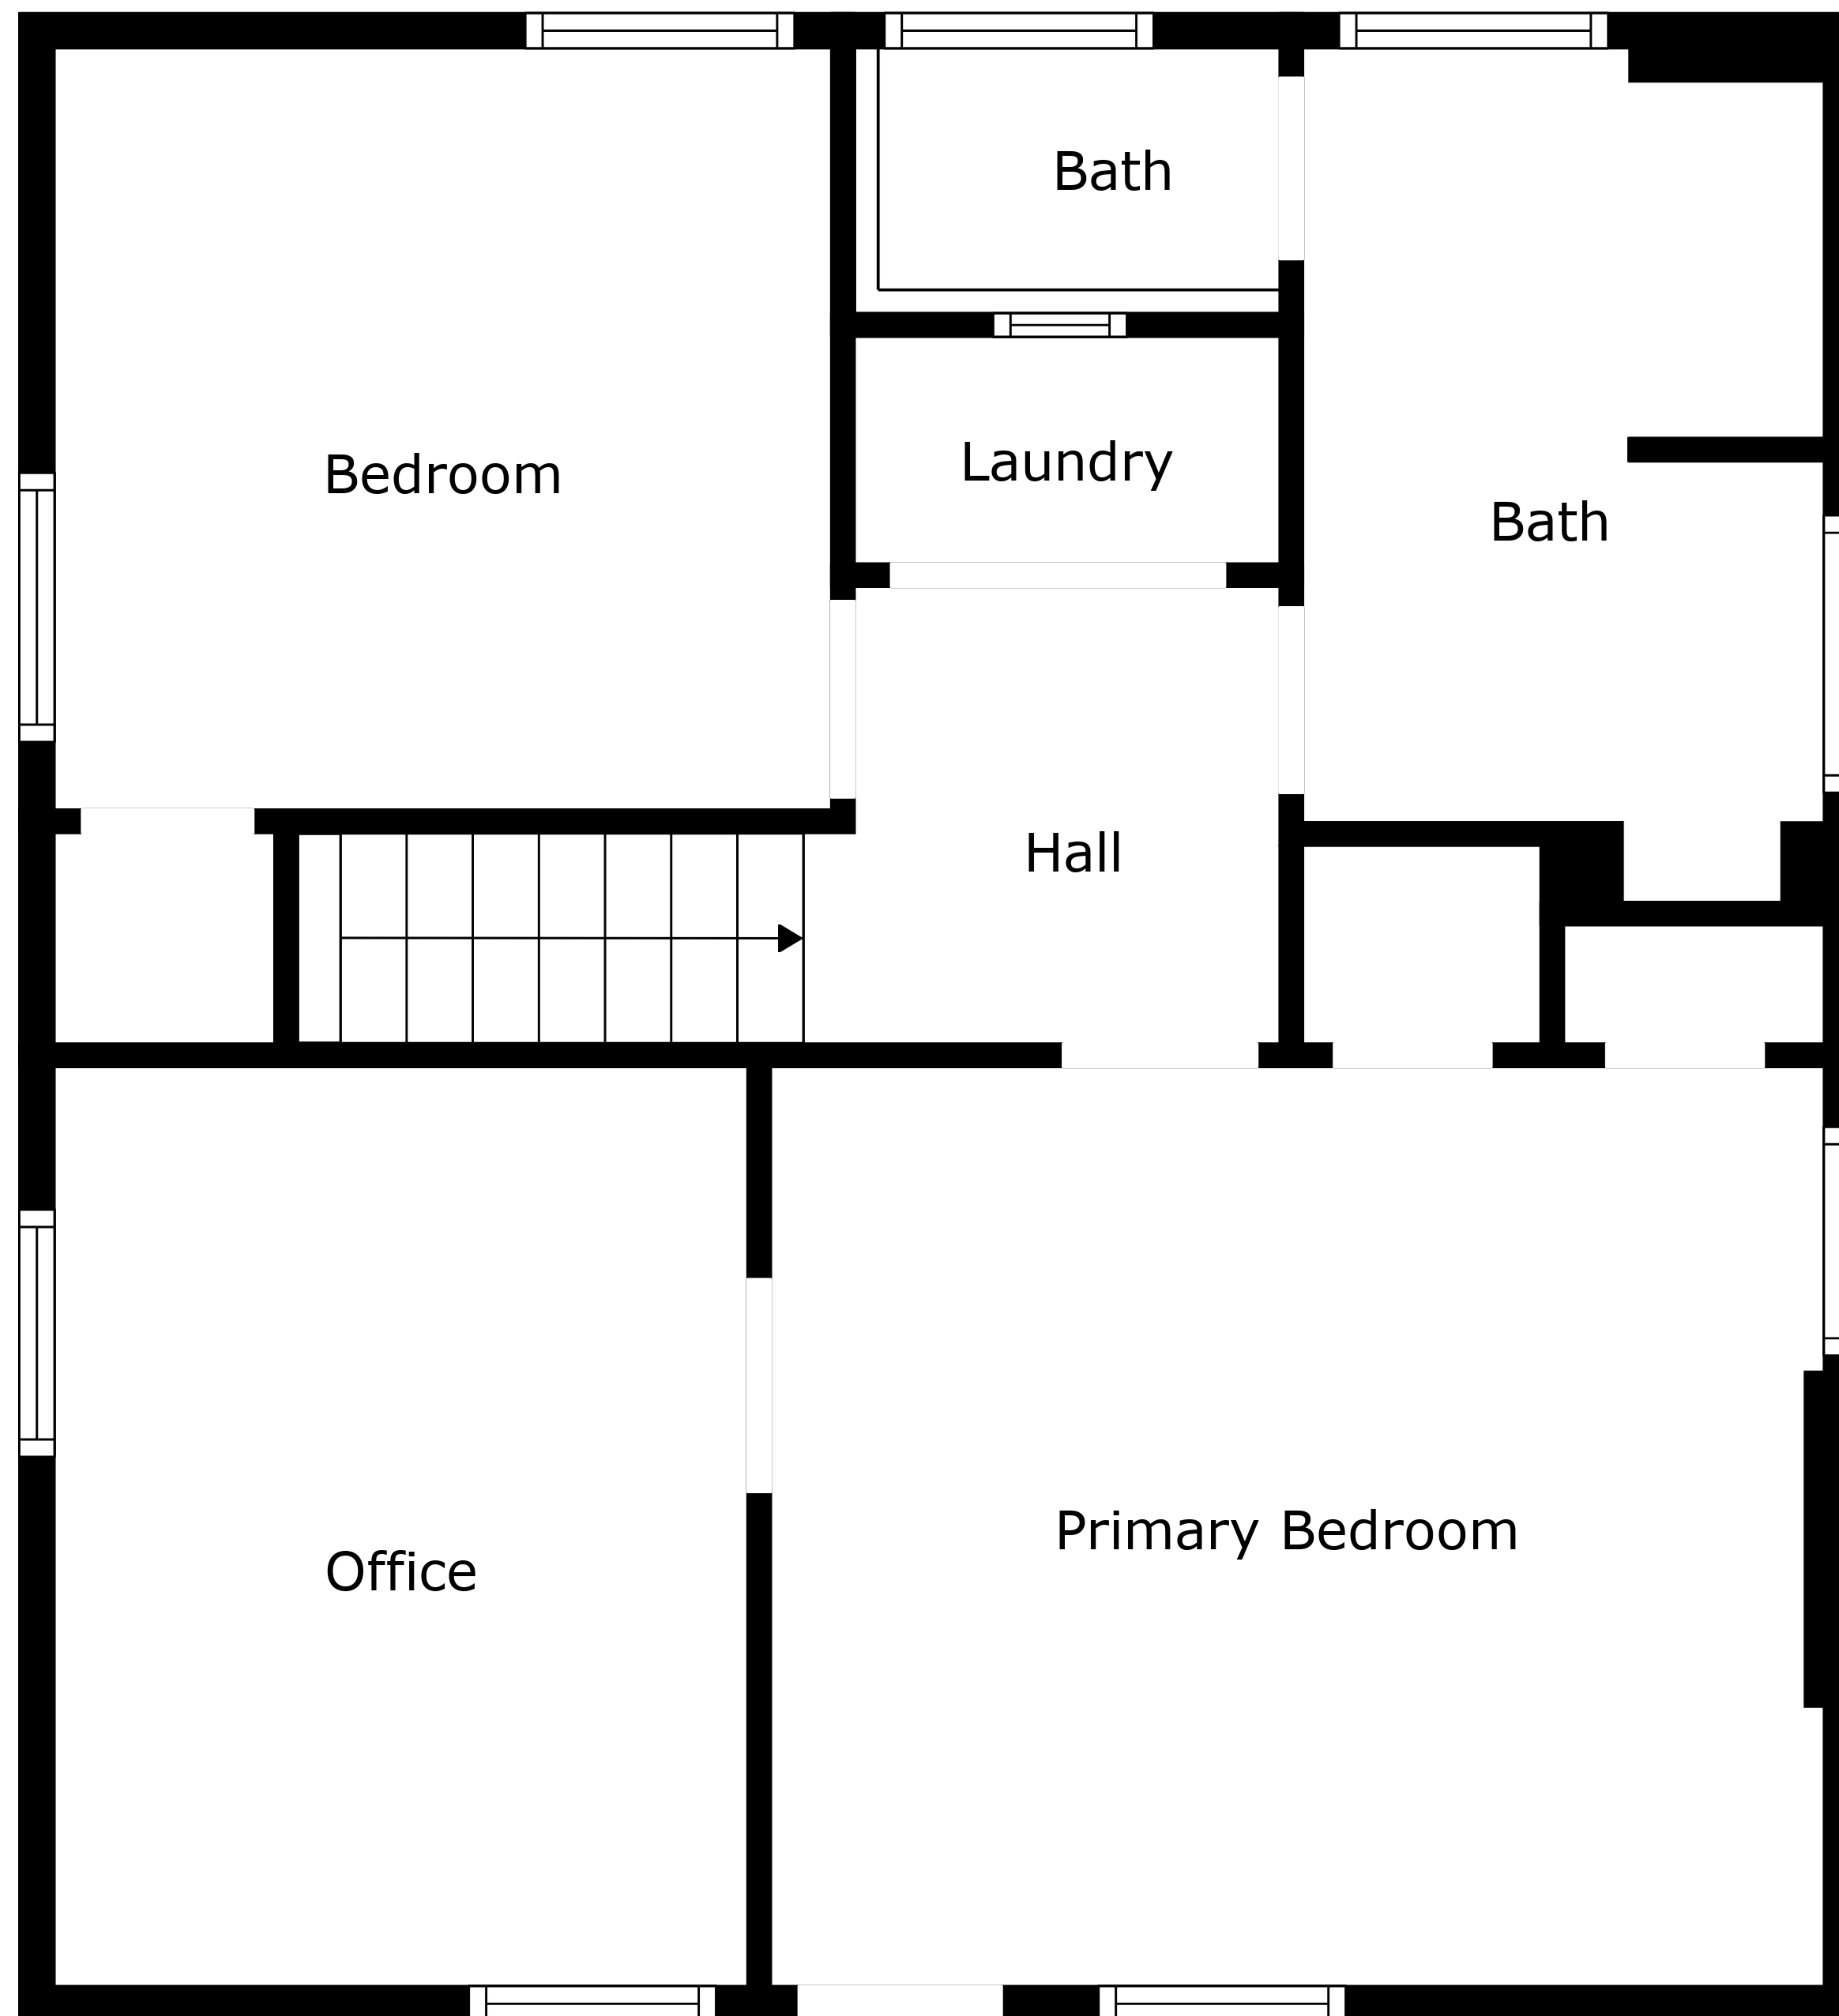 Bath
Laundry
Bedroom
Bath
Hall
Primary Bedroom
Office